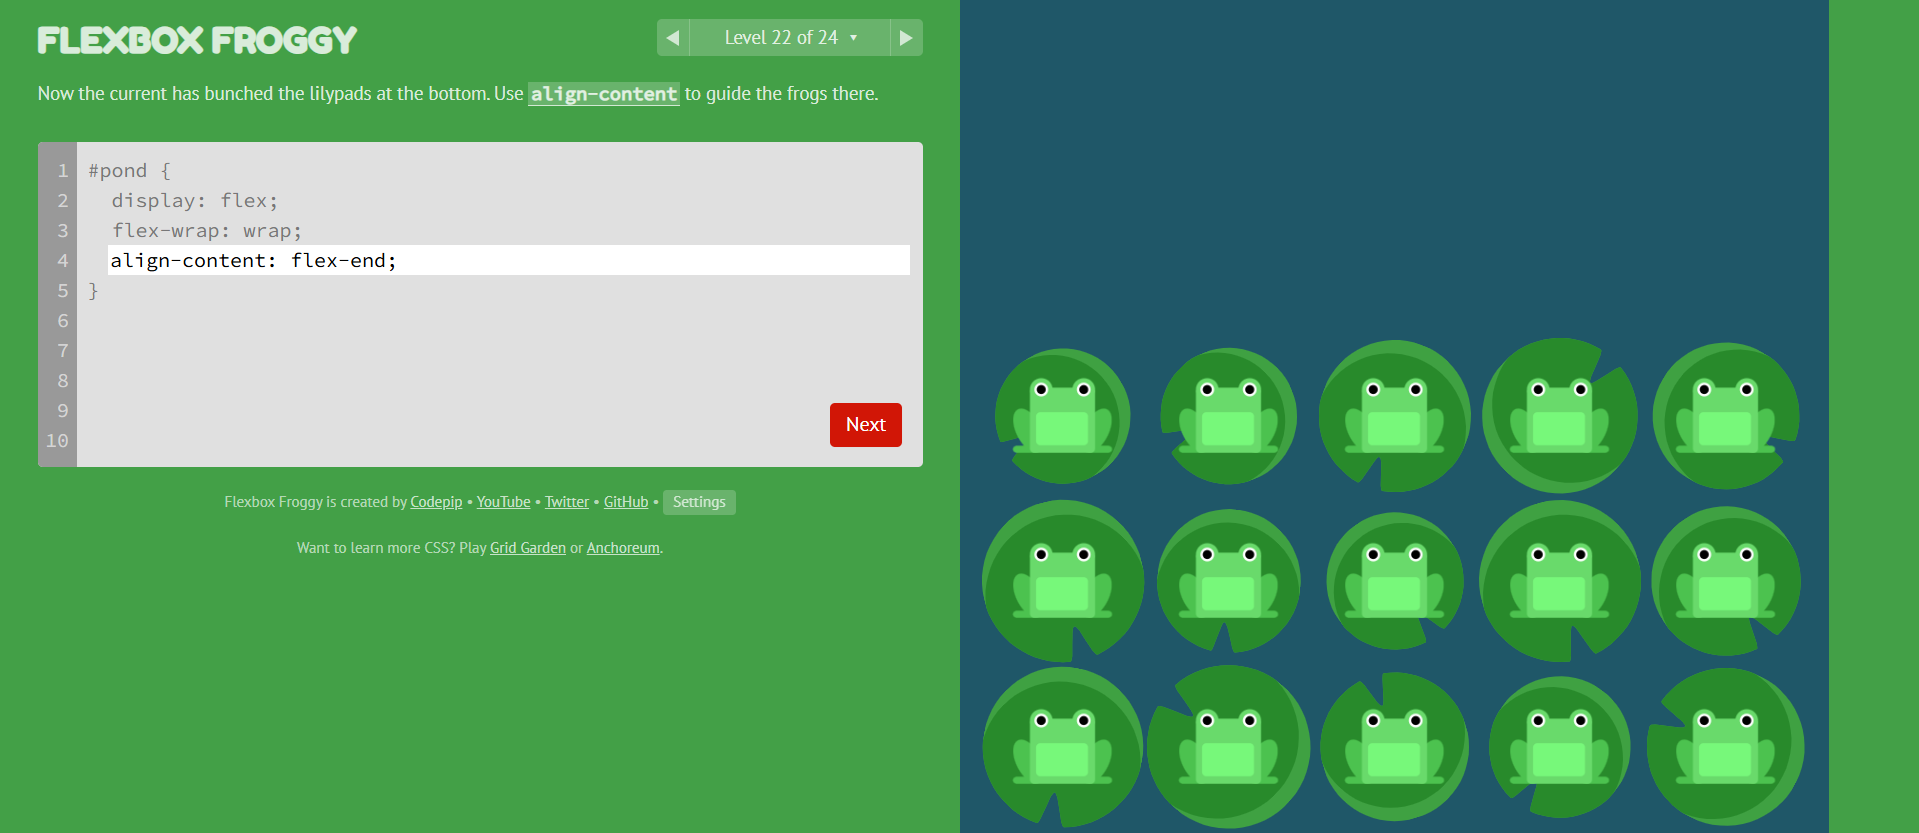 FLEXBOX FROGGY
◀ Level 22 of 24 ▼ ▶
Now the current has bunched the lilypads at the bottom. Use align-content to guide the frogs there.
1 #pond {
2 display: flex;
3 flex-wrap: wrap;
4 align-content: flex-end;
5 }
6
7
8
9
10
Next
Flexbox Froggy is created by Codepip • YouTube • Twitter • GitHub • Settings
Want to learn more CSS? Play Grid Garden or Anchoreum.